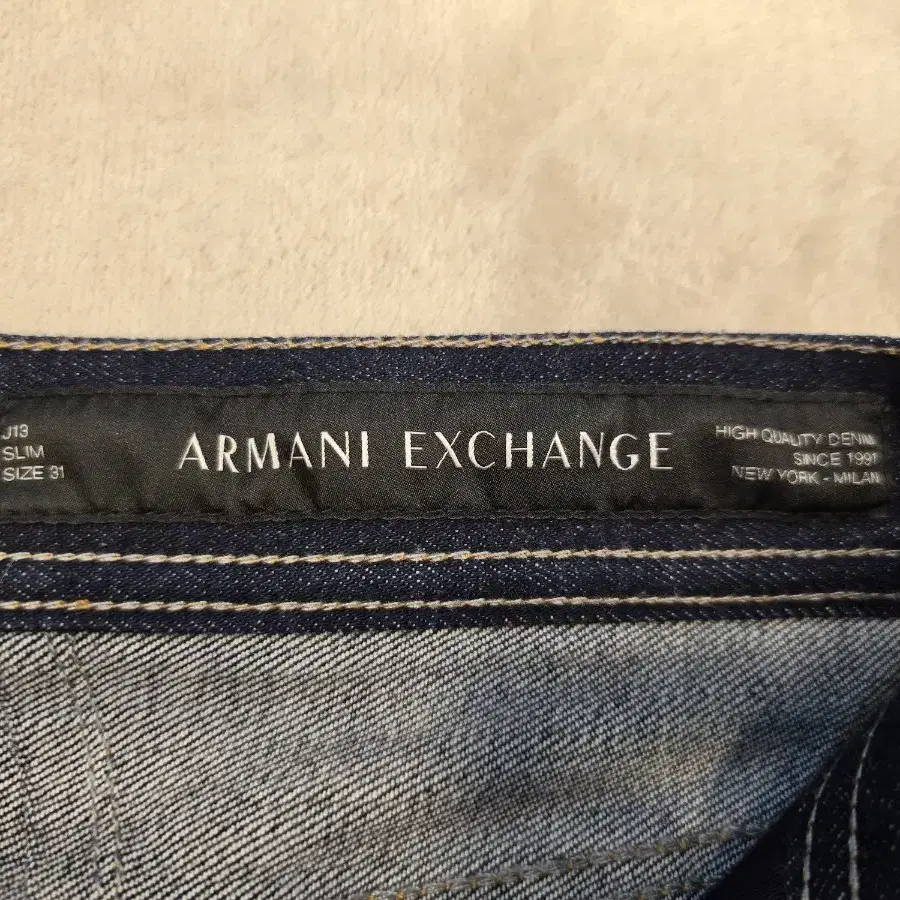 J13
SLIM
SIZE 31
ARMANI EXCHANGE
HIGH QUALITY DENIM
SINCE 1991
NEW YORK - MILAN